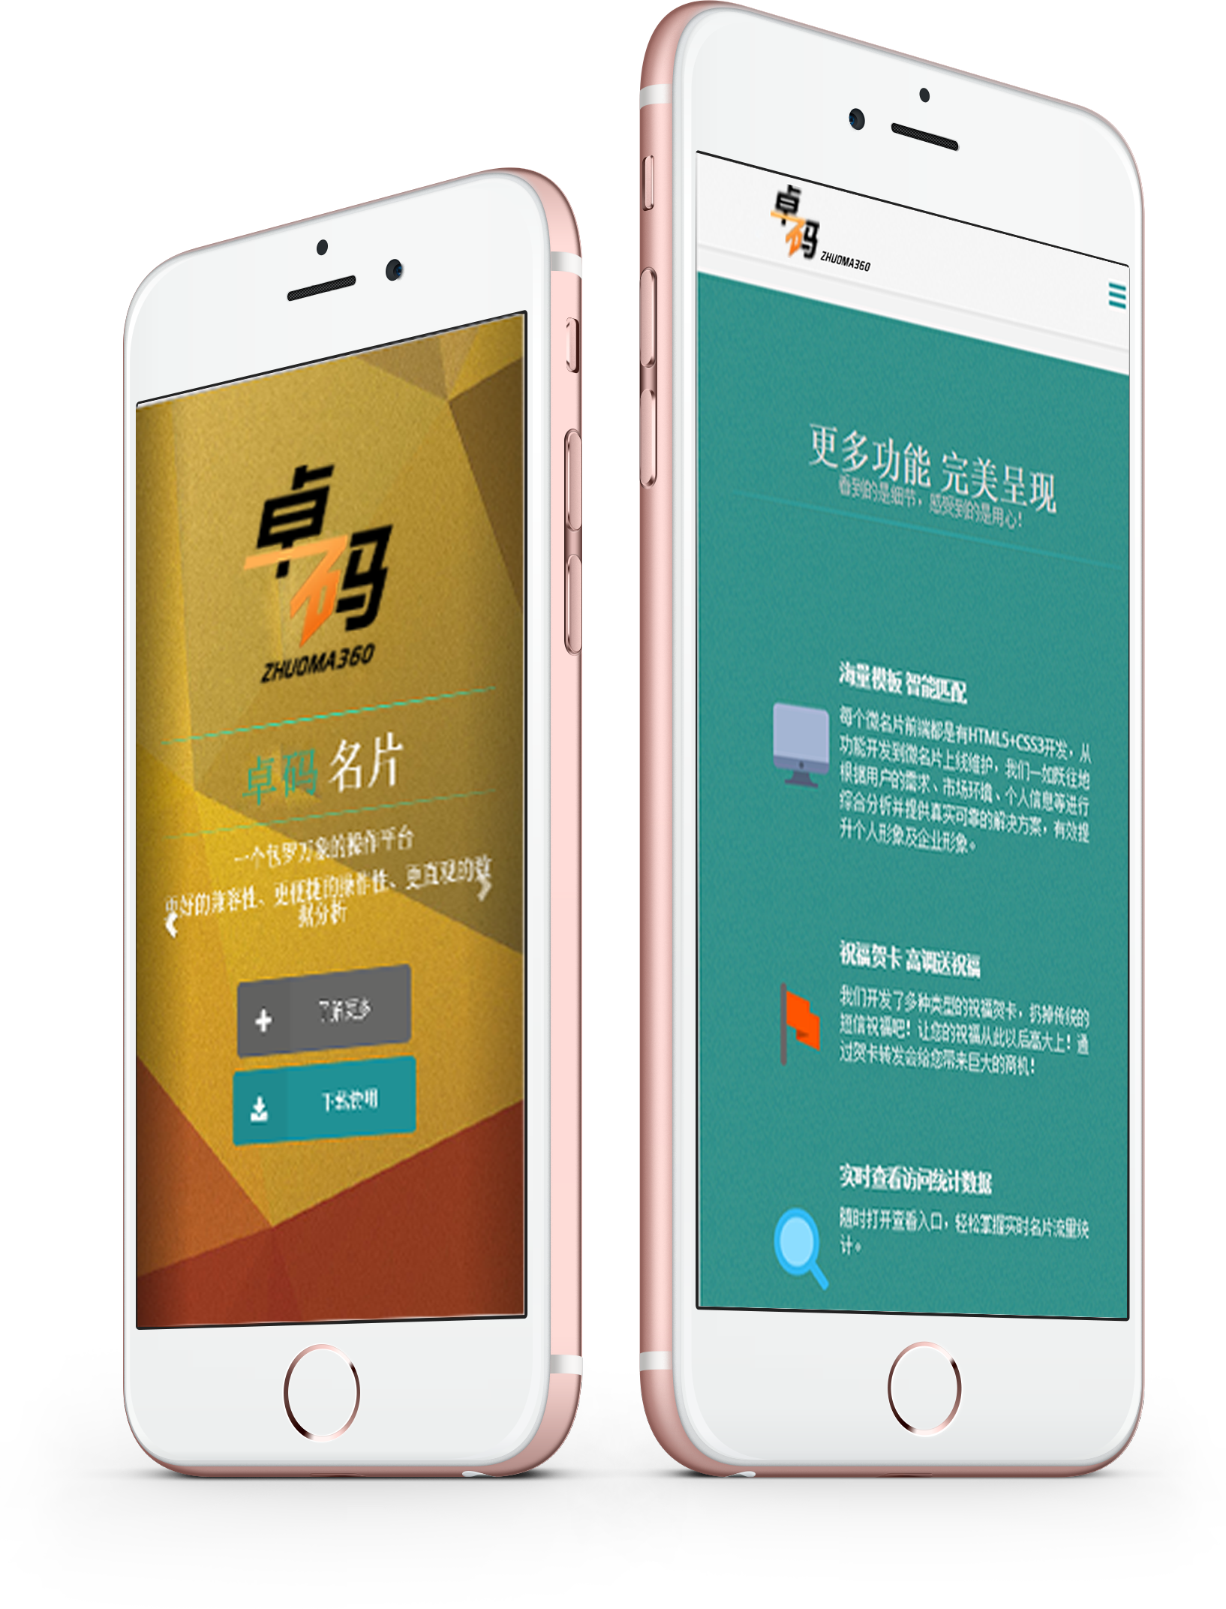 卓码
ZHUOMA360
卓码 名片
一个包罗万象的操作平台
更好的兼容性、更便捷的操作性、更直观的数
据分析
了解更多
下载使用
卓码
ZHUOMA360
更多功能 完美呈现
看到的是细节，感受到的是用心！
海量模板 智能匹配
每个微名片前端都是有HTML5+CSS3开发，从
功能开发到微名片上线维护，我们一如既往地
根据用户的需求、市场环境、个人信息等进行
综合分析并提供真实可靠的解决方案，有效提
升个人形象及企业形象。
祝福贺卡 高调送祝福
我们开发了多种类型的祝福贺卡，扔掉传统的
短信祝福吧！让您的祝福从此以后高大上！通
过贺卡转发会给您带来巨大的商机！
实时查看访问统计数据
随时打开查看入口，轻松掌握实时名片流量统
计。